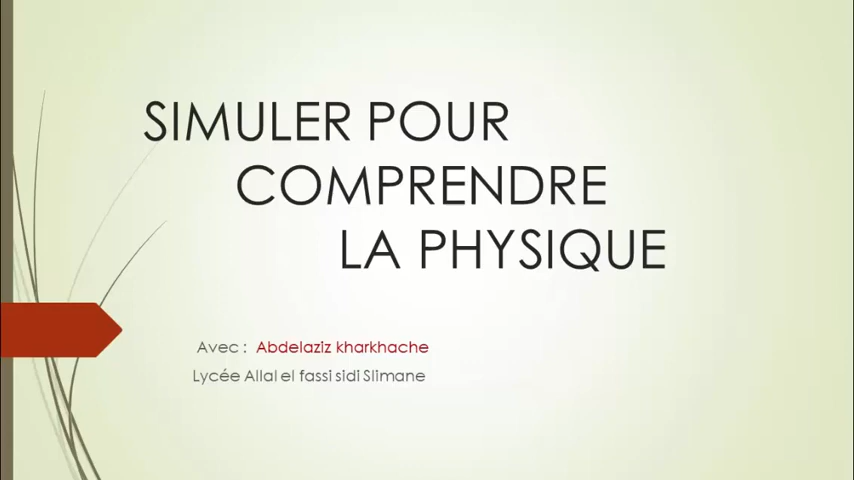 SIMULER POUR
COMPRENDRE
LA PHYSIQUE
Avec : Abdelaziz kharkhache
Lycée Allal el fassi sidi Slimane